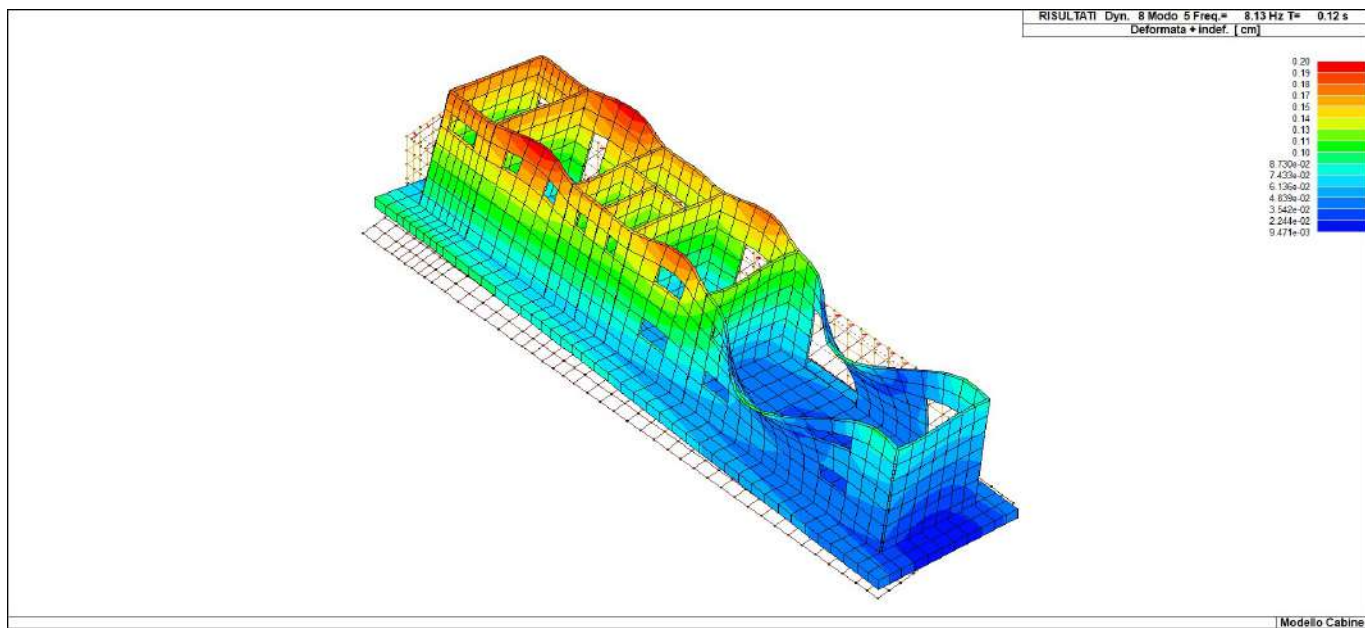 RISULTATI Dyn. 8 Modo 5 Freq.= 8.13 Hz T= 0.12 s
Deformata + indef. [ cm]
0.20
0.19
0.18
0.17
0.15
0.14
0.13
0.11
0.10
8.730e-02
7.433e-02
6.136e-02
4.839e-02
3.542e-02
2.244e-02
9.471e-03
Modello Cabine